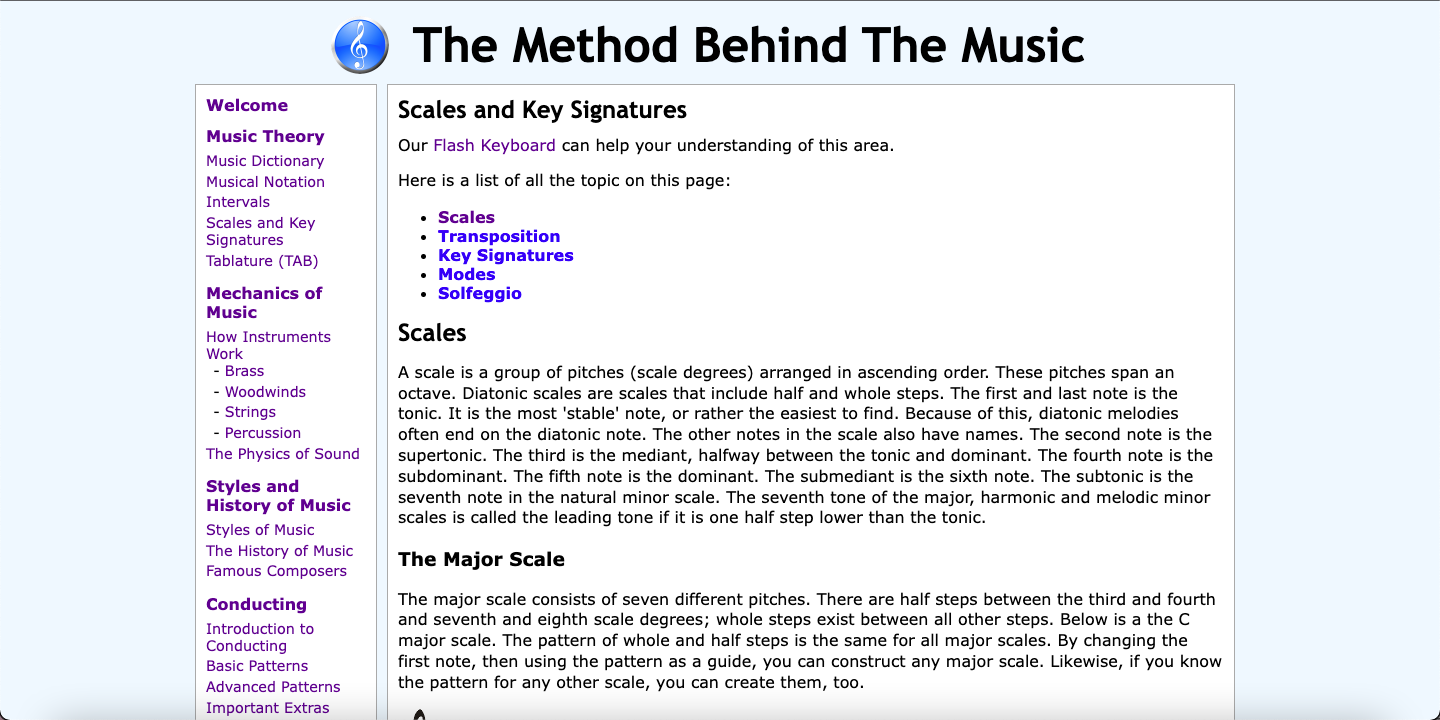 The Method Behind The Music
Welcome
Music Theory
Music Dictionary
Musical Notation
Intervals
Scales and Key
Signatures
Tablature (TAB)
Mechanics of
Music
How Instruments
Work
- Brass
- Woodwinds
- Strings
- Percussion
The Physics of Sound
Styles and
History of Music
Styles of Music
The History of Music
Famous Composers
Conducting
Introduction to
Conducting
Basic Patterns
Advanced Patterns
Important Extras
Scales and Key Signatures
Our Flash Keyboard can help your understanding of this area.
Here is a list of all the topic on this page:
• Scales
• Transposition
• Key Signatures
• Modes
• Solfeggio
Scales
A scale is a group of pitches (scale degrees) arranged in ascending order. These pitches span an
octave. Diatonic scales are scales that include half and whole steps. The first and last note is the
tonic. It is the most 'stable' note, or rather the easiest to find. Because of this, diatonic melodies
often end on the diatonic note. The other notes in the scale also have names. The second note is the
supertonic. The third is the mediant, halfway between the tonic and dominant. The fourth note is the
subdominant. The fifth note is the dominant. The submediant is the sixth note. The subtonic is the
seventh note in the natural minor scale. The seventh tone of the major, harmonic and melodic minor
scales is called the leading tone if it is one half step lower than the tonic.
The Major Scale
The major scale consists of seven different pitches. There are half steps between the third and fourth
and seventh and eighth scale degrees; whole steps exist between all other steps. Below is a the C
major scale. The pattern of whole and half steps is the same for all major scales. By changing the
first note, then using the pattern as a guide, you can construct any major scale. Likewise, if you know
the pattern for any other scale, you can create them, too.